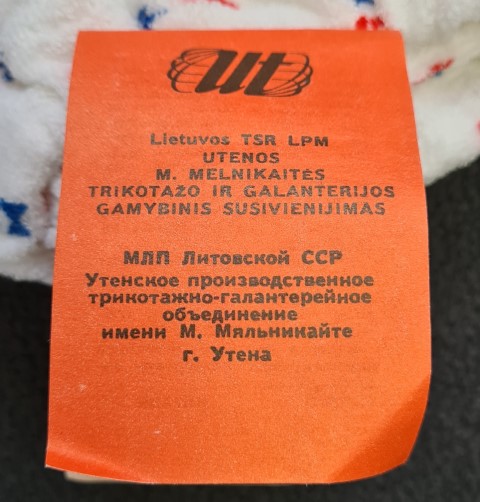 Ut
Lietuvos TSR LPM
UTENOS
M. MELNIKAITĖS
TRIKOTAŽO IR GALANTERIJOS
GAMYBINIS SUSIVIENIJIMAS
МЛП Литовской ССР
Утенское производственное
трикотажно-галантерейное
объединение
имени М. Мяльникайте
г. Утена